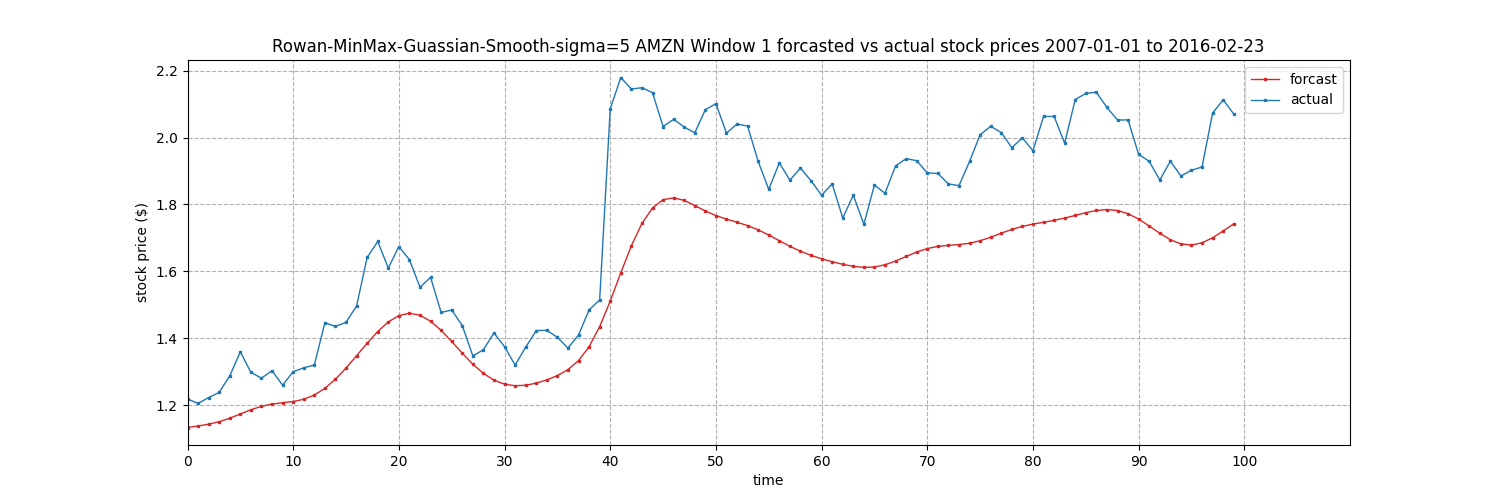 Rowan-MinMax-Guassian-Smooth-sigma=5 AMZN Window 1 forcasted vs actual stock prices 2007-01-01 to 2016-02-23
forcast
actual
stock price ($)
2.2
2.0
1.8
1.6
1.4
1.2
0 10 20 30 40 50 60 70 80 90 100
time